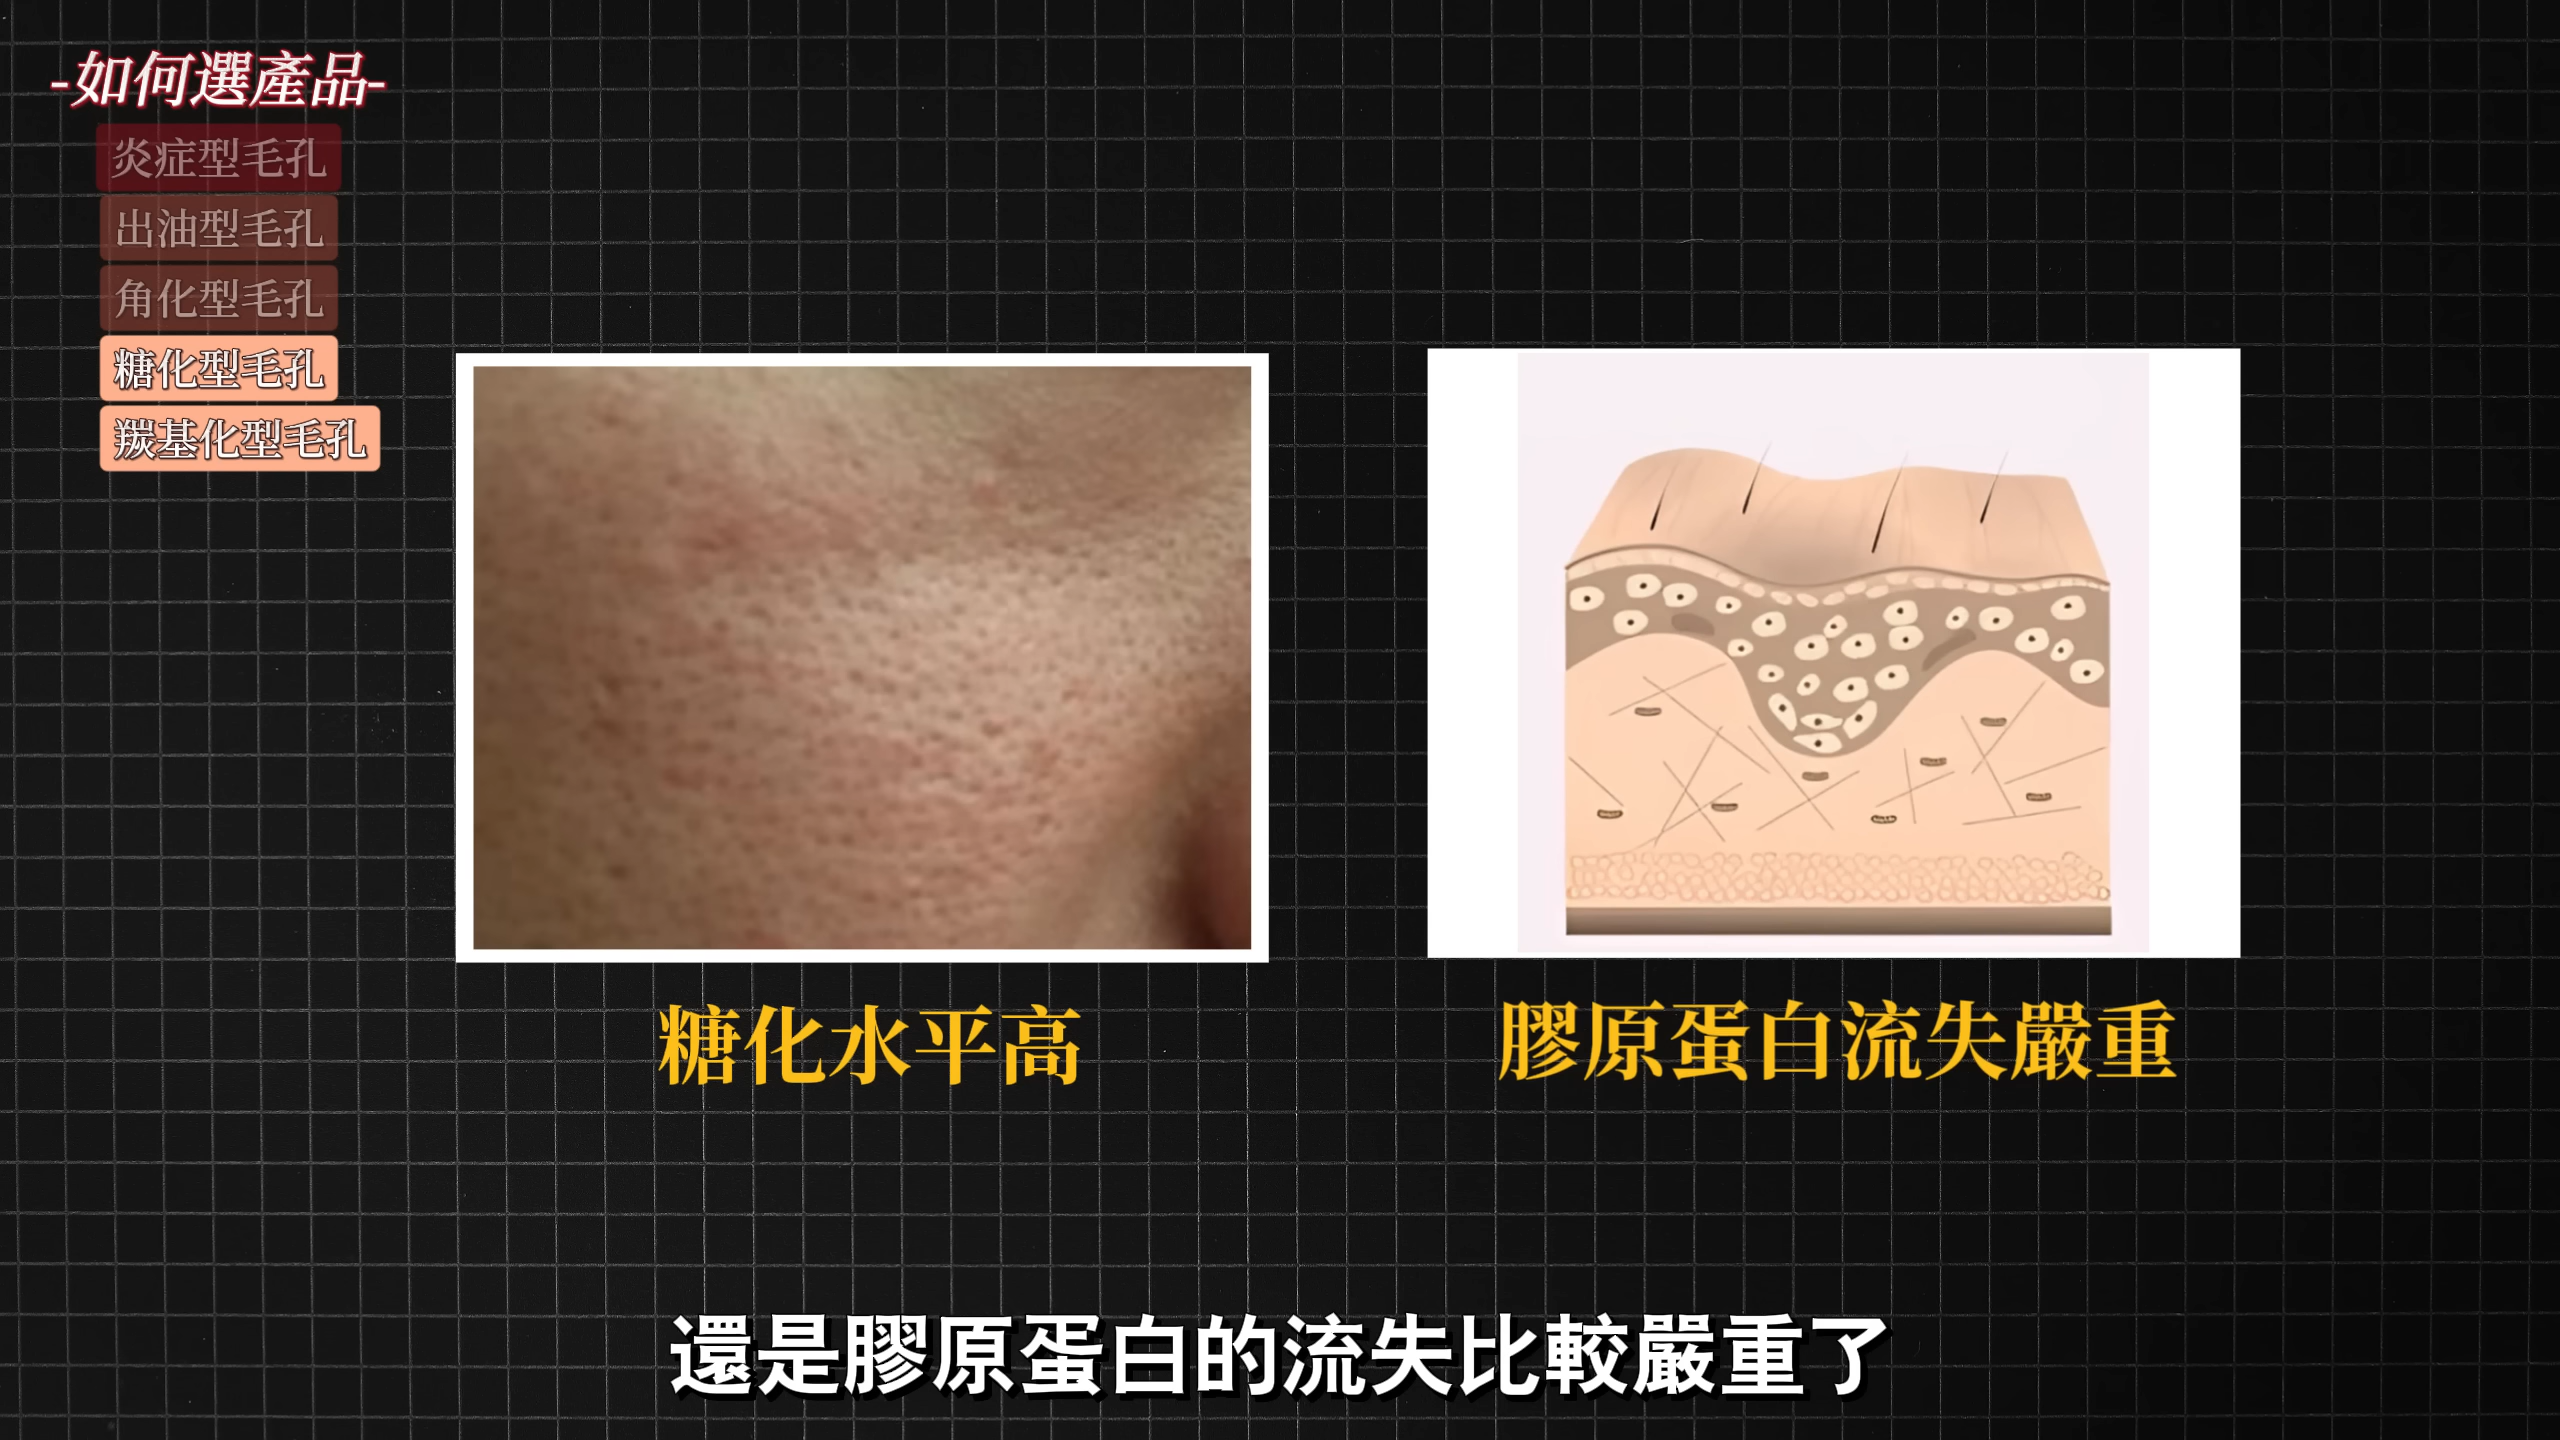 -如何選產品-
炎症型毛孔
出油型毛孔
角化型毛孔
糖化型毛孔
羰基化型毛孔
糖化水平高
膠原蛋白流失嚴重
還是膠原蛋白的流失比較嚴重了